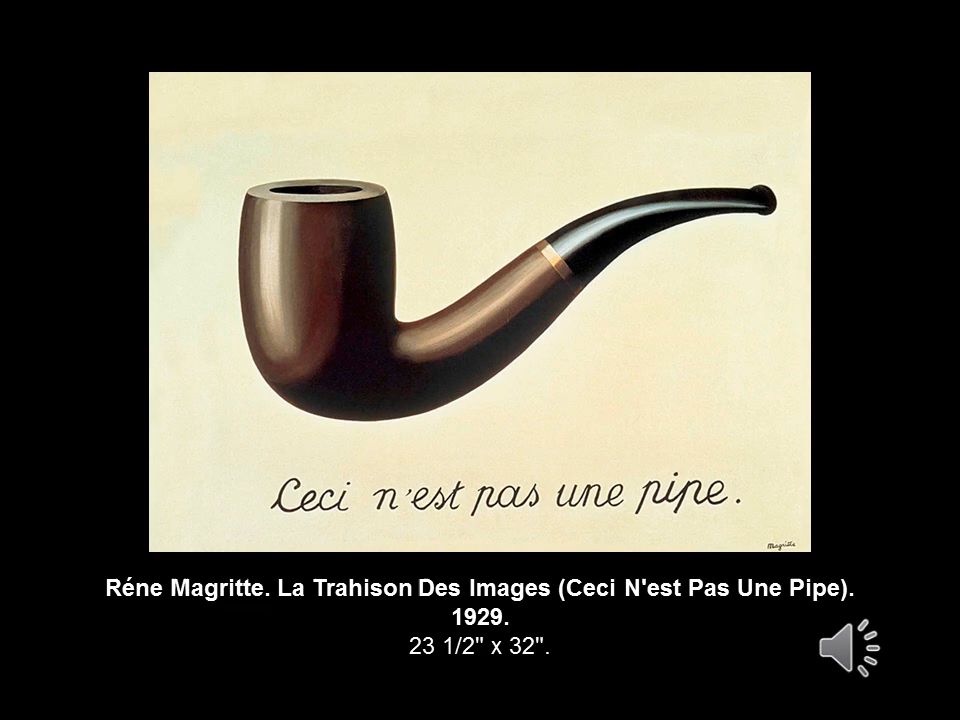 Ceci n'est pas une pipe.
Magritte
Réne Magritte. La Trahison Des Images (Ceci N'est Pas Une Pipe).
1929.
23 1/2" x 32".